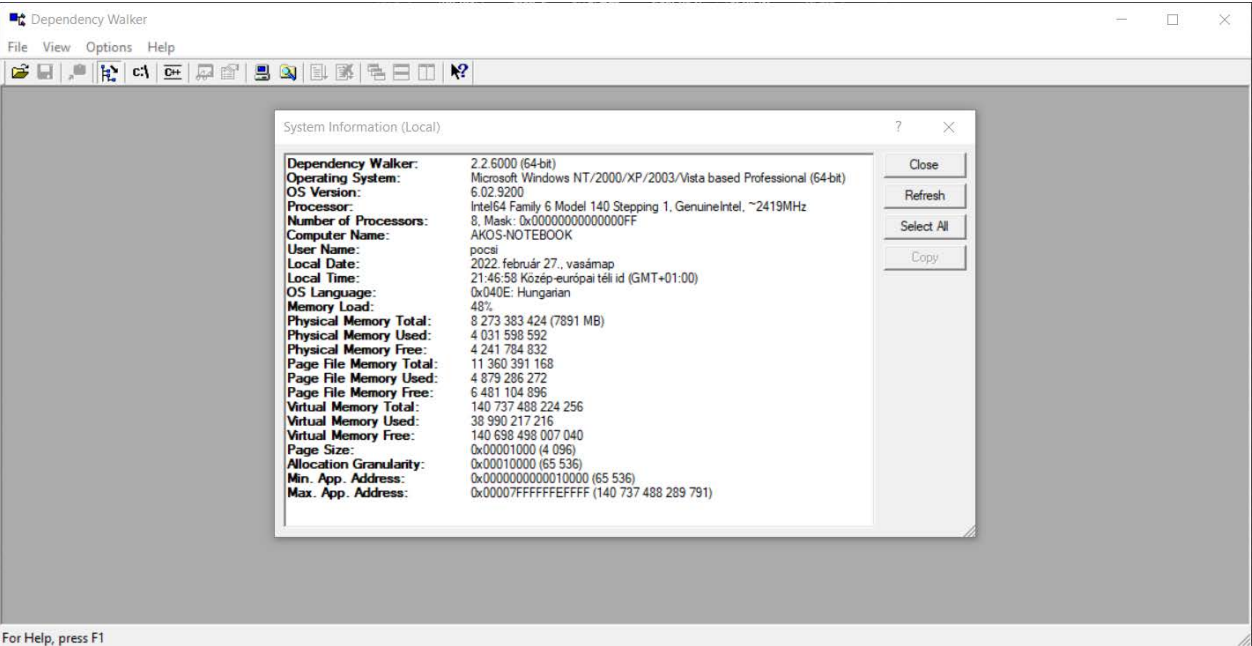 Dependency Walker
File View Options Help
c:\ C++
System Information (Local)
Dependency Walker: 2.2.6000 (64-bit)
Operating System: Microsoft Windows NT/2000/XP/2003/Vista based Professional (64-bit)
OS Version: 6.02.9200
Processor: Intel64 Family 6 Model 140 Stepping 1, GenuineIntel, ~2419MHz
Number of Processors: 8, Mask: 0x00000000000000FF
Computer Name: AKOS-NOTEBOOK
User Name: pocsi
Local Date: 2022. február 27., vasárnap
Local Time: 21:46:58 Közép-európai téli id (GMT+01:00)
OS Language: 0x040E: Hungarian
Memory Load: 48%
Physical Memory Total: 8 273 383 424 (7891 MB)
Physical Memory Used: 4 031 598 592
Physical Memory Free: 4 241 784 832
Page File Memory Total: 11 360 391 168
Page File Memory Used: 4 879 286 272
Page File Memory Free: 6 481 104 896
Virtual Memory Total: 140 737 488 224 256
Virtual Memory Used: 38 990 217 216
Virtual Memory Free: 140 698 498 007 040
Page Size: 0x00001000 (4 096)
Allocation Granularity: 0x00010000 (65 536)
Min. App. Address: 0x0000000000010000 (65 536)
Max. App. Address: 0x00007FFFFFFEFFFF (140 737 488 289 791)
Close
Refresh
Select All
Copy
For Help, press F1